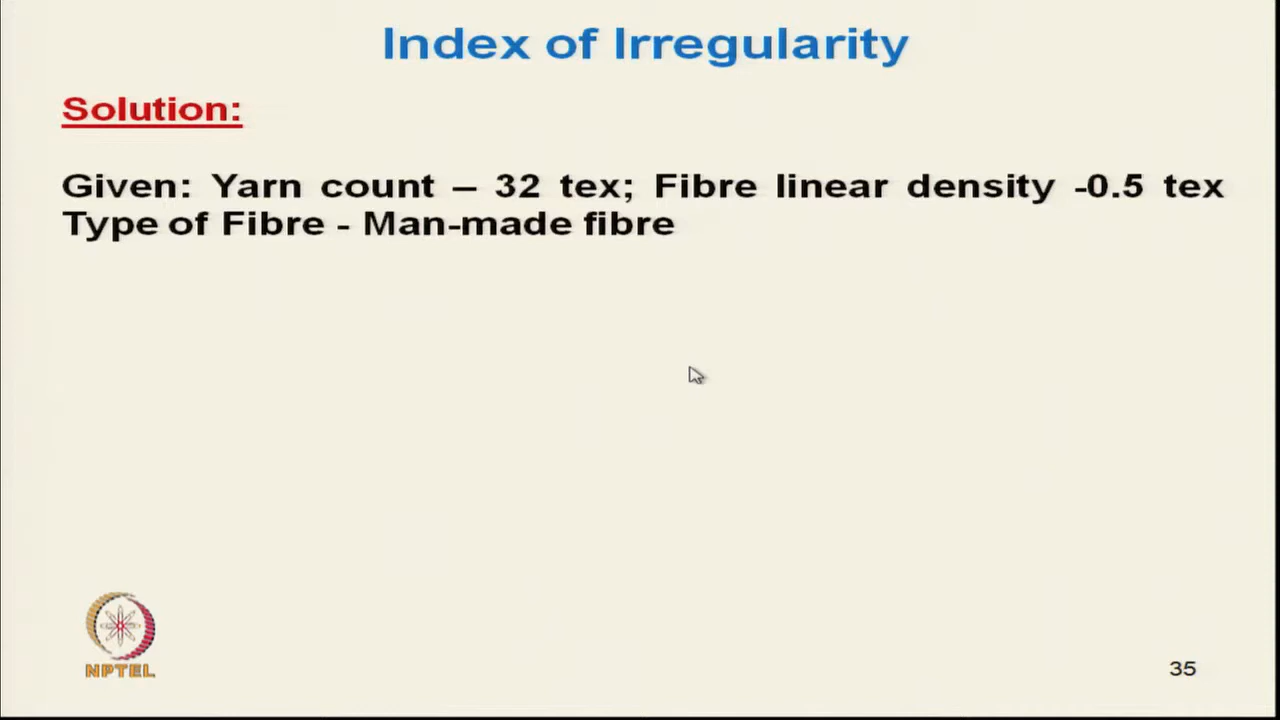 Index of Irregularity
Solution:
Given: Yarn count – 32 tex; Fibre linear density -0.5 tex
Type of Fibre - Man-made fibre
NPTEL
35